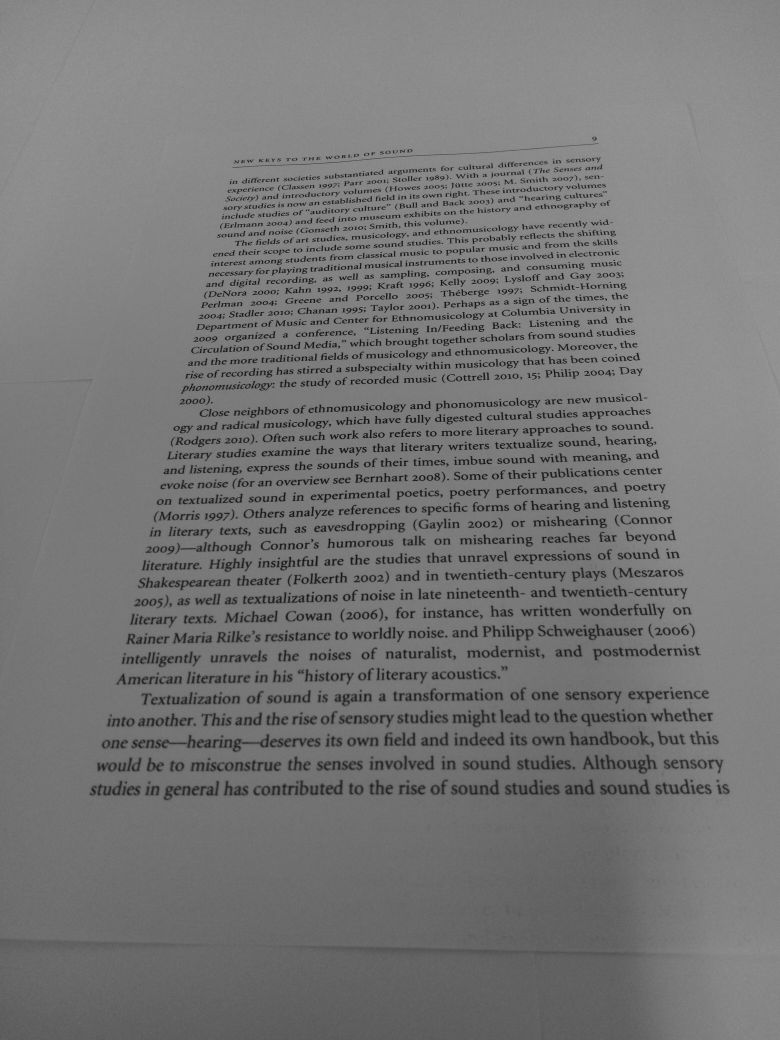 NEW KEYS TO THE WORLD OF SOUND 9
in different societies substantiated arguments for cultural differences in sensory
experience (Classen 1997; Parr 2001; Stoller 1989). With a journal (The Senses and
Society) and introductory volumes (Howes 2005; Jütte 2005; M. Smith 2007), sen-
sory studies is now an established field in its own right. These introductory volumes
include studies of "auditory culture" (Bull and Back 2003) and "hearing cultures"
(Erlmann 2004) and feed into museum exhibits on the history and ethnography of
sound and noise (Gonseth 2010; Smith, this volume).
The fields of art studies, musicology, and ethnomusicology have recently wid-
ened their scope to include some sound studies. This probably reflects the shifting
interest among students from classical music to popular music and from the skills
necessary for playing traditional musical instruments to those involved in electronic
and digital recording, as well as sampling, composing, and consuming music
(DeNora 2000; Kahn 1992, 1999; Kraft 1996; Kelly 2009; Lysloff and Gay 2003;
Perlman 2004; Greene and Porcello 2005; Théberge 1997; Schmidt-Horning
2004; Stadler 2010; Chanan 1995; Taylor 2001). Perhaps as a sign of the times, the
Department of Music and Center for Ethnomusicology at Columbia University in
2009 organized a conference, "Listening In/Feeding Back: Listening and the
Circulation of Sound Media," which brought together scholars from sound studies
and the more traditional fields of musicology and ethnomusicology. Moreover, the
rise of recording has stirred a subspecialty within musicology that has been coined
phonomusicology: the study of recorded music (Cottrell 2010, 15; Philip 2004; Day
2000).
Close neighbors of ethnomusicology and phonomusicology are new musicol-
ogy and radical musicology, which have fully digested cultural studies approaches
(Rodgers 2010). Often such work also refers to more literary approaches to sound.
Literary studies examine the ways that literary writers textualize sound, hearing,
and listening, express the sounds of their times, imbue sound with meaning, and
evoke noise (for an overview see Bernhart 2008). Some of their publications center
on textualized sound in experimental poetics, poetry performances, and poetry
(Morris 1997). Others analyze references to specific forms of hearing and listening
in literary texts, such as eavesdropping (Gaylin 2002) or mishearing (Connor
2009)—although Connor's humorous talk on mishearing reaches far beyond
literature. Highly insightful are the studies that unravel expressions of sound in
Shakespearean theater (Folkerth 2002) and in twentieth-century plays (Meszaros
2005), as well as textualizations of noise in late nineteenth- and twentieth-century
literary texts. Michael Cowan (2006), for instance, has written wonderfully on
Rainer Maria Rilke's resistance to worldly noise. and Philipp Schweighauser (2006)
intelligently unravels the noises of naturalist, modernist, and postmodernist
American literature in his "history of literary acoustics."
Textualization of sound is again a transformation of one sensory experience
into another. This and the rise of sensory studies might lead to the question whether
one sense—hearing—deserves its own field and indeed its own handbook, but this
would be to misconstrue the senses involved in sound studies. Although sensory
studies in general has contributed to the rise of sound studies and sound studies is